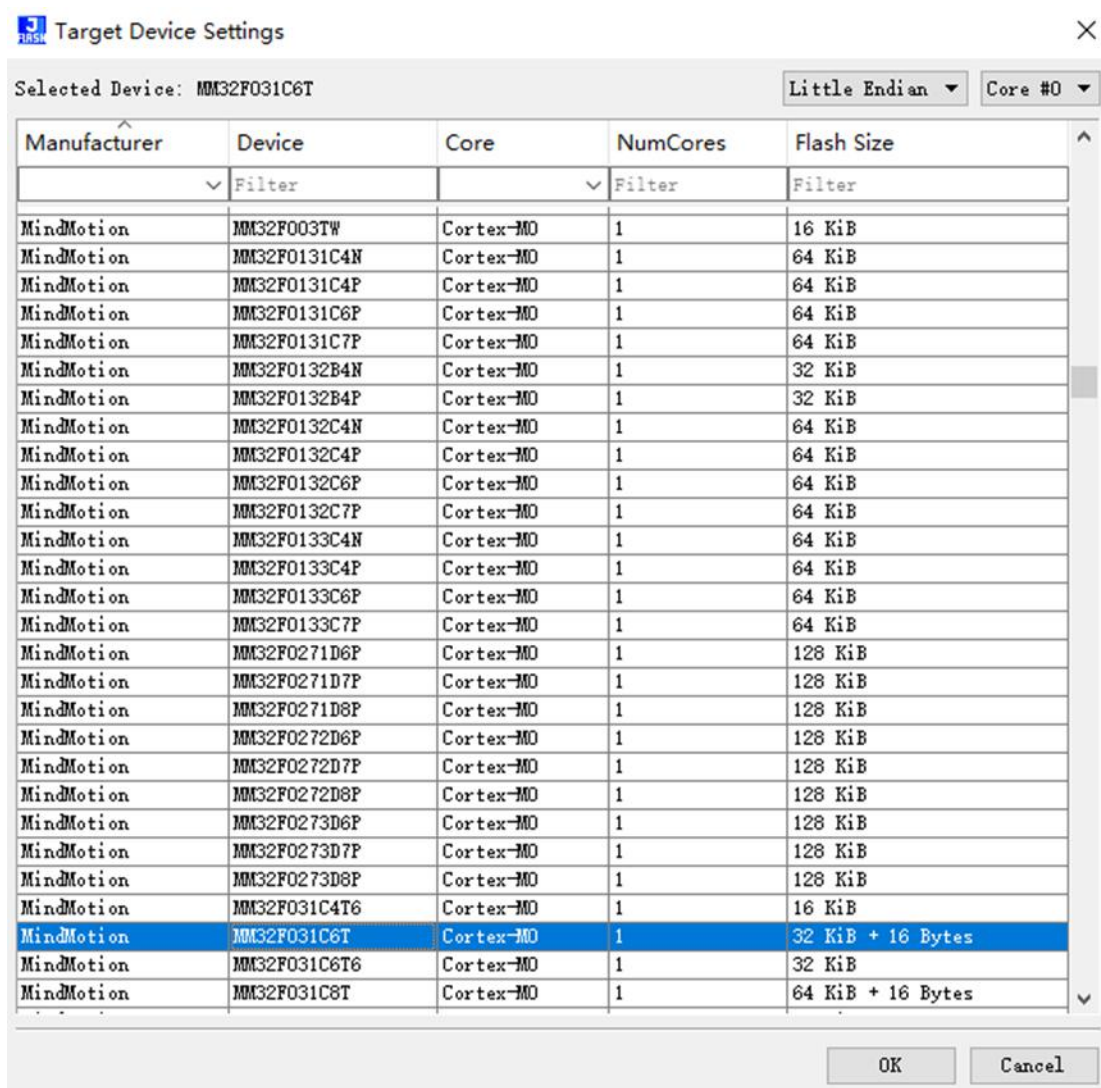 J FLASH Target Device Settings
Selected Device: MM32F031C6T Little Endian Core #0
Manufacturer Device Core NumCores Flash Size
Filter Filter Filter
MindMotion MM32F003TW Cortex-M0 1 16 KiB
MindMotion MM32F0131C4N Cortex-M0 1 64 KiB
MindMotion MM32F0131C4P Cortex-M0 1 64 KiB
MindMotion MM32F0131C6P Cortex-M0 1 64 KiB
MindMotion MM32F0131C7P Cortex-M0 1 64 KiB
MindMotion MM32F0132B4N Cortex-M0 1 32 KiB
MindMotion MM32F0132B4P Cortex-M0 1 32 KiB
MindMotion MM32F0132C4N Cortex-M0 1 64 KiB
MindMotion MM32F0132C4P Cortex-M0 1 64 KiB
MindMotion MM32F0132C6P Cortex-M0 1 64 KiB
MindMotion MM32F0132C7P Cortex-M0 1 64 KiB
MindMotion MM32F0133C4N Cortex-M0 1 64 KiB
MindMotion MM32F0133C4P Cortex-M0 1 64 KiB
MindMotion MM32F0133C6P Cortex-M0 1 64 KiB
MindMotion MM32F0133C7P Cortex-M0 1 64 KiB
MindMotion MM32F0271D6P Cortex-M0 1 128 KiB
MindMotion MM32F0271D7P Cortex-M0 1 128 KiB
MindMotion MM32F0271D8P Cortex-M0 1 128 KiB
MindMotion MM32F0272D6P Cortex-M0 1 128 KiB
MindMotion MM32F0272D7P Cortex-M0 1 128 KiB
MindMotion MM32F0272D8P Cortex-M0 1 128 KiB
MindMotion MM32F0273D6P Cortex-M0 1 128 KiB
MindMotion MM32F0273D7P Cortex-M0 1 128 KiB
MindMotion MM32F0273D8P Cortex-M0 1 128 KiB
MindMotion MM32F031C4T6 Cortex-M0 1 16 KiB
MindMotion MM32F031C6T Cortex-M0 1 32 KiB + 16 Bytes
MindMotion MM32F031C6T6 Cortex-M0 1 32 KiB
MindMotion MM32F031C8T Cortex-M0 1 64 KiB + 16 Bytes
OK Cancel